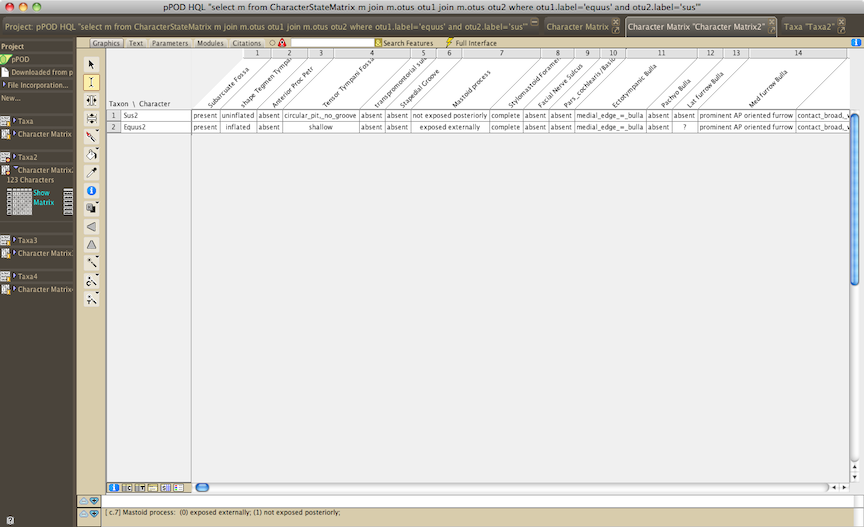 pPOD HQL "select m from CharacterStateMatrix m join m.otus otu1 join m.otus otu2 where otu1.label='equus' and otu2.label='sus'"
Project: pPOD HQL "select m from CharacterStateMatrix m join m.otus otu1 join m.otus otu2 where otu1.label='equus' and otu2.label='sus'"
Character Matrix
Character Matrix "Character Matrix2"
Taxa "Taxa2"
Project
pPOD
Downloaded from p
File Incorporation...
New...
Taxa
Character Matrix
Taxa2
Character Matrix
123 Characters
Show
Matrix
Taxa3
Character Matrix
Taxa4
Character Matrix
Graphics Text Parameters Modules Citations Search Features Full Interface
1 2 3 4 5 6 7 8 9 10 11 12 13 14
Subarcuate Fossa
shape Tegmen Tympa
Anterior Proc Petr
Tensor Tympani Fossa
transpromontorial su
Stapedial Groove
Mastoid process
Stylomastoid Foramen
Facial Nerve Sulcus
Pars_cochlearis/Basic
Ectotympanic Bulla
Pachyo Bulla
Lat furrow Bulla
Med furrow Bulla
Taxon \ Character
1 Sus2 present uninflated absent circular_pit,_no_groove absent absent not exposed posteriorly complete absent absent medial_edge_=_bulla absent absent prominent AP oriented furrow contact_broad,_v
2 Equus2 present inflated absent shallow absent absent exposed externally complete absent absent medial_edge_=_bulla absent ? prominent AP oriented furrow contact_broad,_v
[ c.7] Mastoid process: (0) exposed externally; (1) not exposed posteriorly;